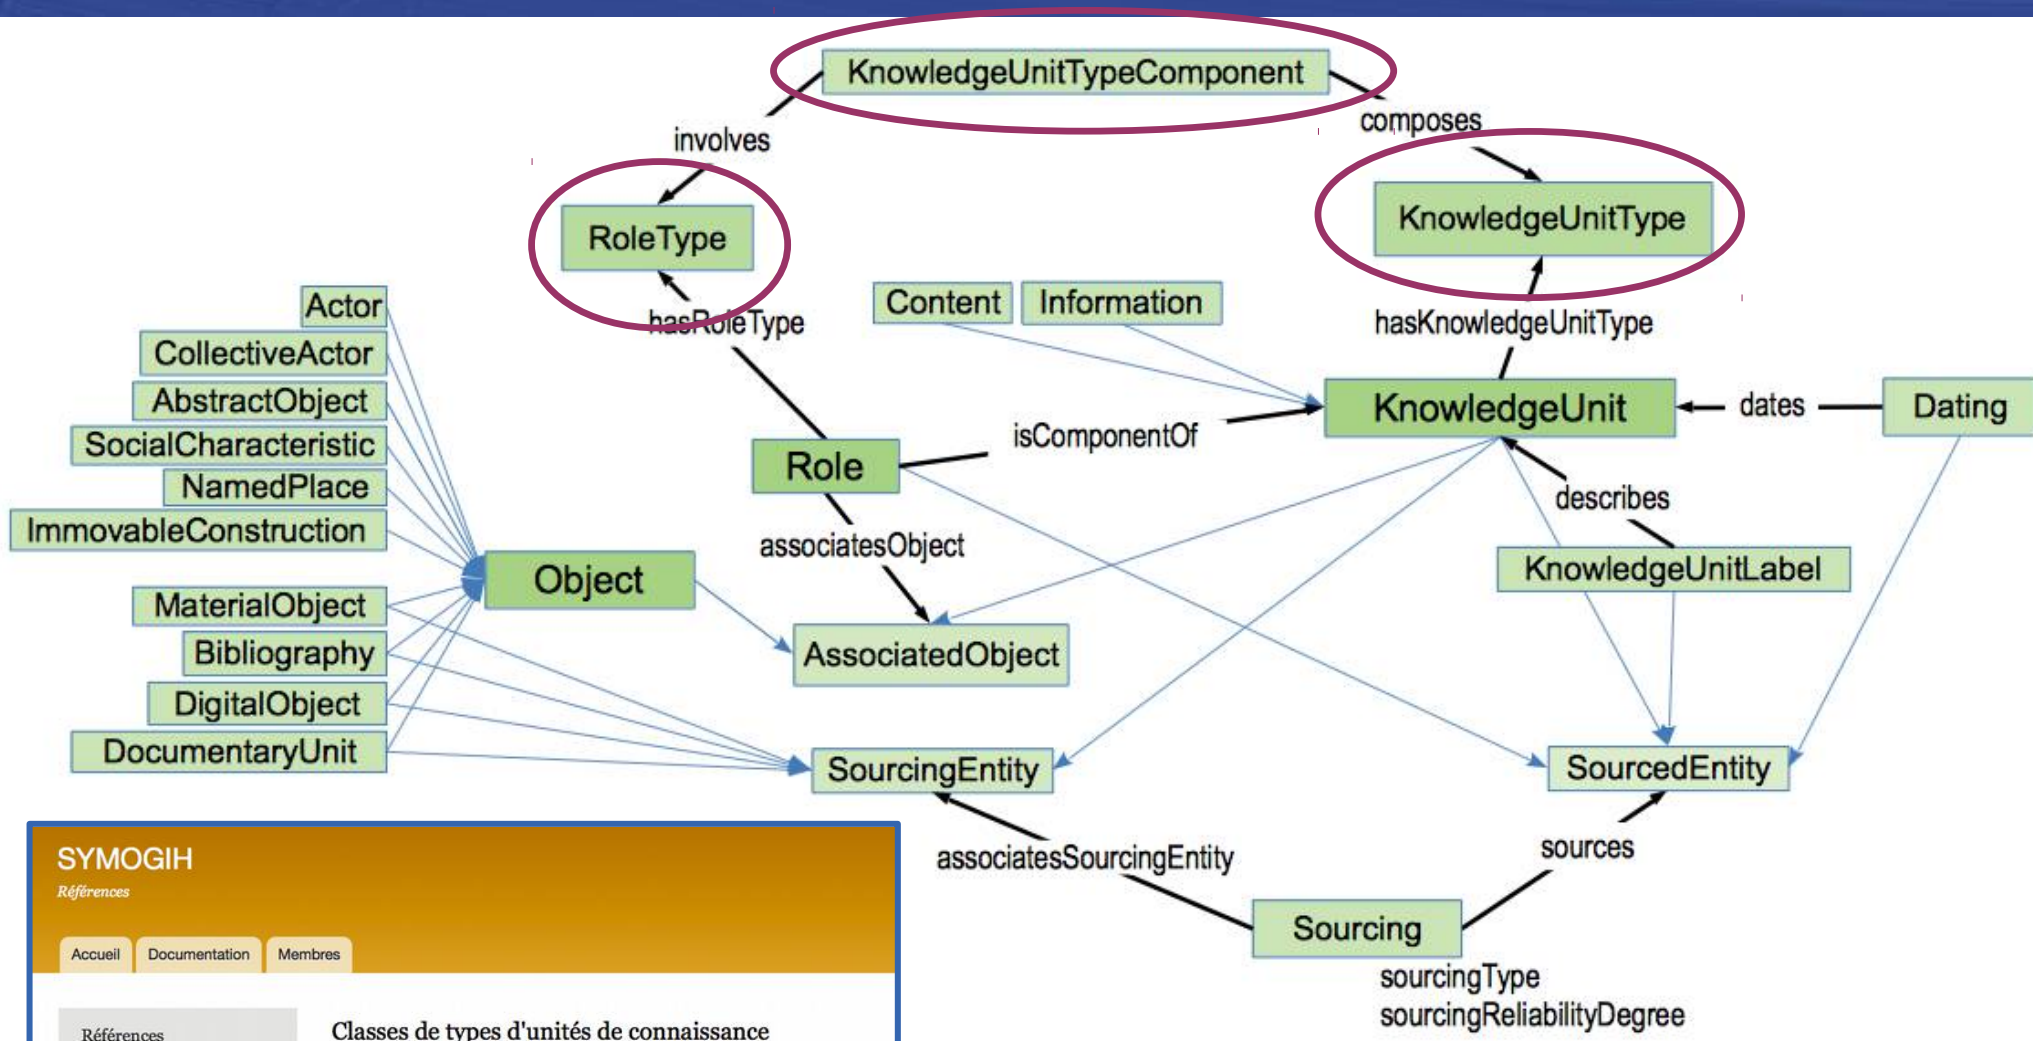 KnowledgeUnitTypeComponent
involves
composes
RoleType
KnowledgeUnitType
hasRoleType
Content
Information
hasKnowledgeUnitType
Actor
CollectiveActor
AbstractObject
SocialCharacteristic
NamedPlace
ImmovableConstruction
MaterialObject
Bibliography
DigitalObject
DocumentaryUnit
Object
Role
isComponentOf
KnowledgeUnit
dates
Dating
associatesObject
describes
KnowledgeUnitLabel
AssociatedObject
SourcingEntity
SourcedEntity
associatesSourcingEntity
sources
Sourcing
sourcingType
sourcingReliabilityDegree
SYMOGIH
Références
Accueil
Documentation
Membres
Références
Classes de types d'unités de connaissance